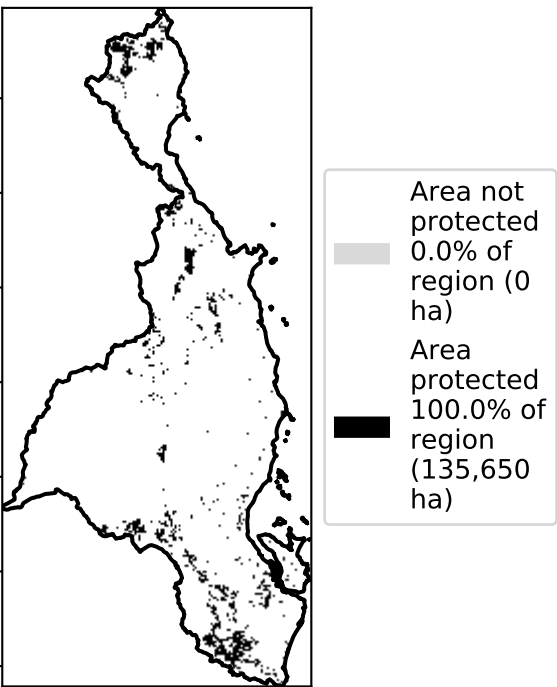 Area not
protected
0.0% of
region (0
ha)
Area
protected
100.0% of
region
(135,650
ha)